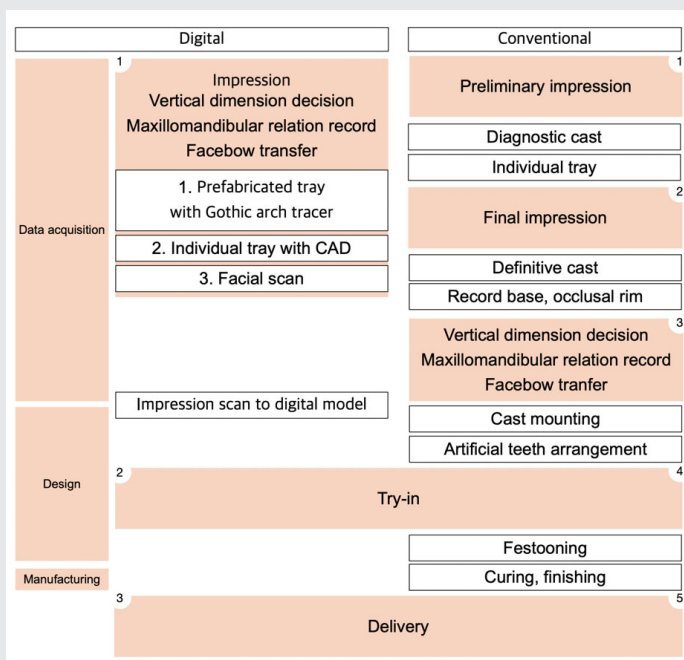 Digital
Conventional
Data acquisition
1
Impression
Vertical dimension decision
Maxillomandibular relation record
Facebow transfer
1. Prefabricated tray
with Gothic arch tracer
2. Individual tray with CAD
3. Facial scan
Impression scan to digital model
1
Preliminary impression
Diagnostic cast
Individual tray
2
Final impression
Definitive cast
Record base, occlusal rim
3
Vertical dimension decision
Maxillomandibular relation record
Facebow tranfer
Cast mounting
Artificial teeth arrangement
Design
2
4
Try-in
Festooning
Manufacturing
Curing, finishing
3
5
Delivery